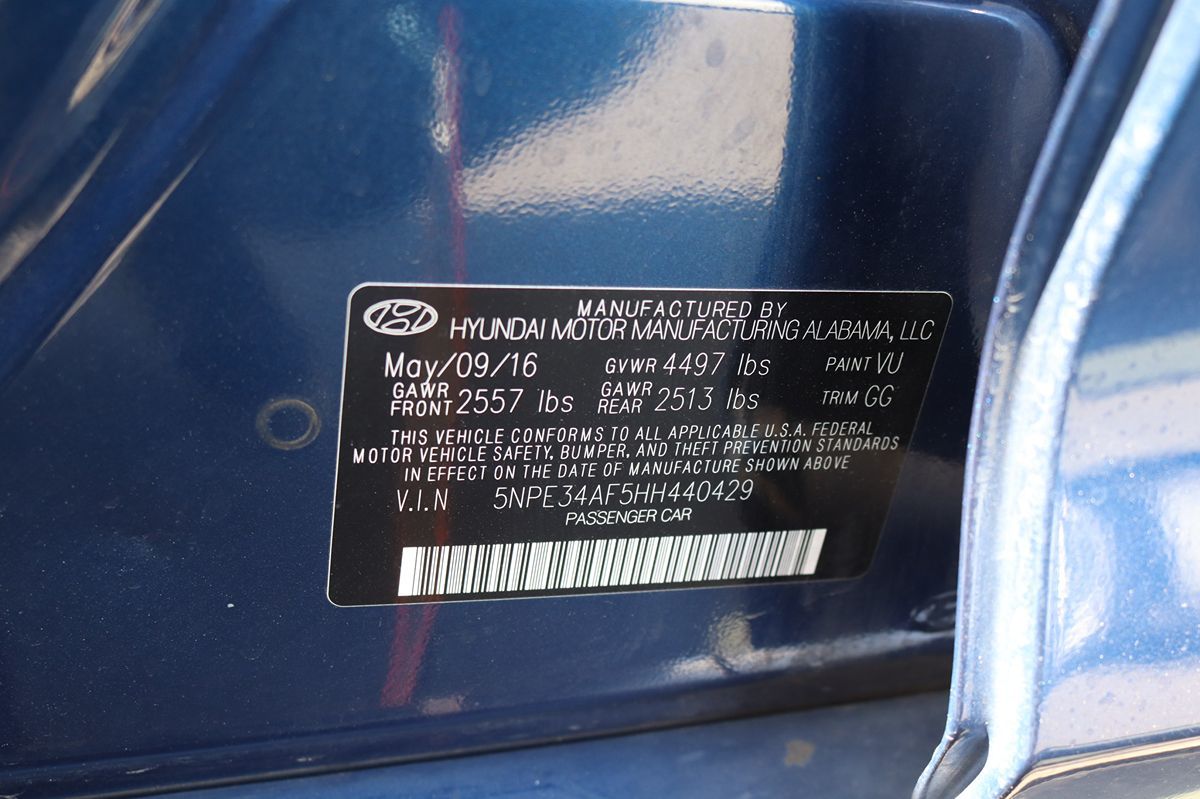 MANUFACTURED BY
HYUNDAI MOTOR MANUFACTURING ALABAMA, LLC
May/09/16 GVWR 4497 lbs PAINT VU
GAWR FRONT 2557 lbs GAWR REAR 2513 lbs TRIM GG
THIS VEHICLE CONFORMS TO ALL APPLICABLE U.S.A. FEDERAL
MOTOR VEHICLE SAFETY, BUMPER, AND THEFT PREVENTION STANDARDS
IN EFFECT ON THE DATE OF MANUFACTURE SHOWN ABOVE
V.I.N 5NPE34AF5HH440429
PASSENGER CAR